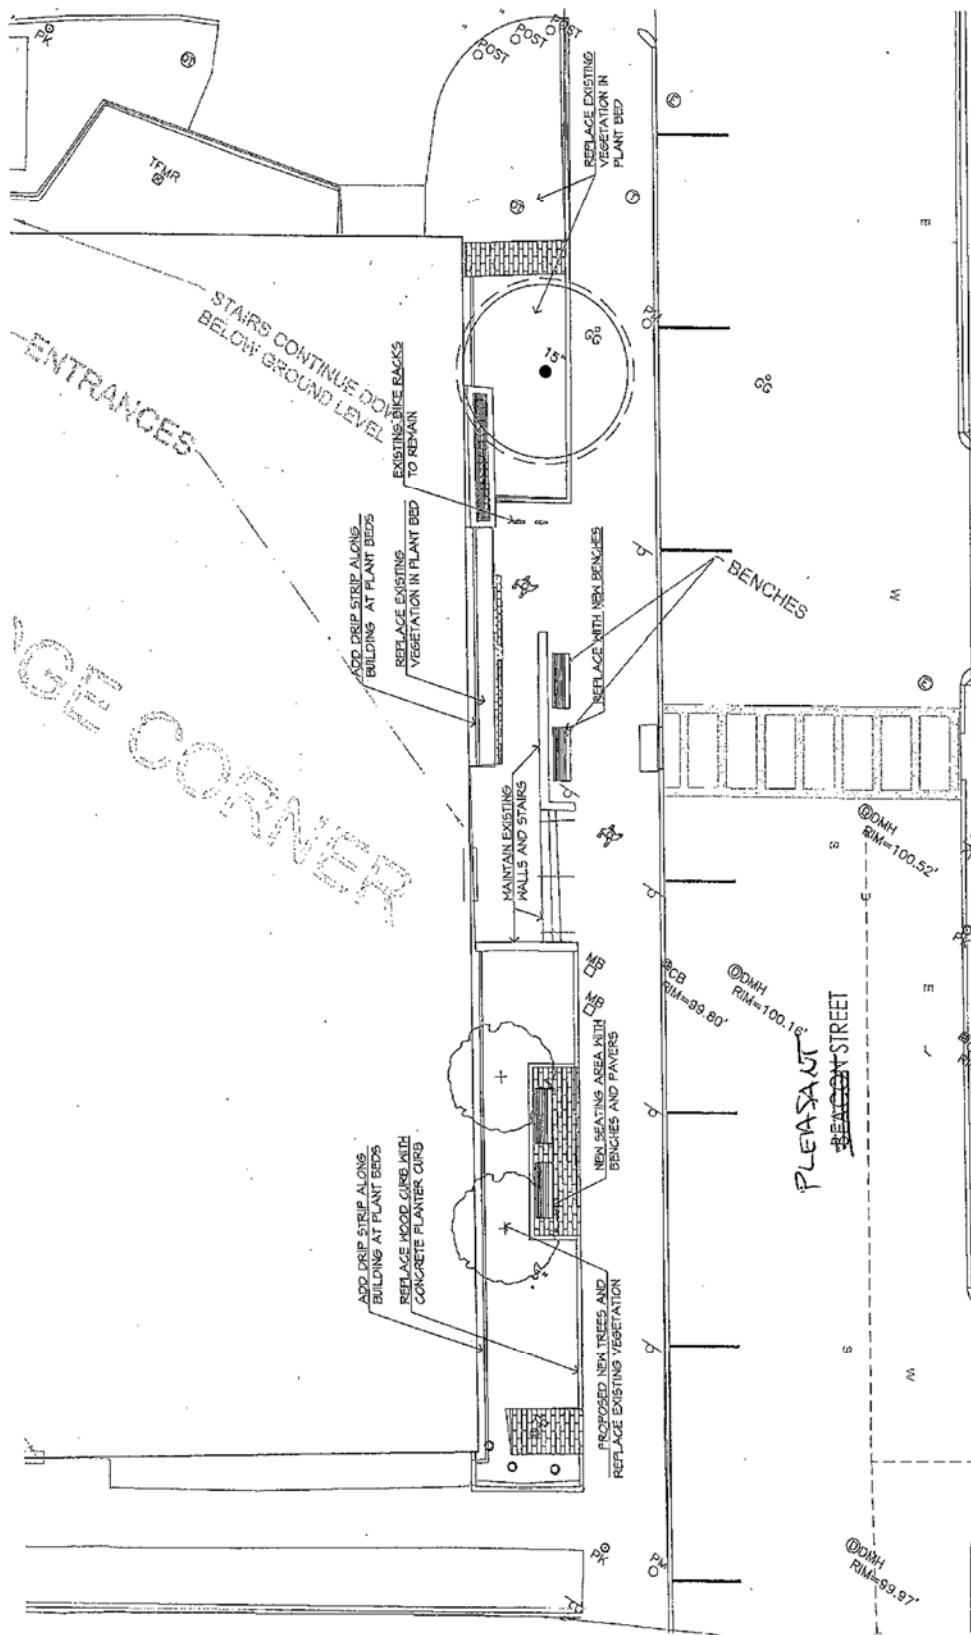 PK
POST
POST
POST
REPLACE EXISTING
VEGETATION IN
PLANT BED
TFMR
E
STAIRS CONTINUE DOW
BELOW GROUND LEVEL
ENTRANCES
15"
GG
GG
EXISTING BIKE RACKS
TO REMAIN
ADD DRIP STRIP ALONG
BUILDING AT PLANT BEDS
REPLACE EXISTING
VEGETATION IN PLANT BED
REPLACE WITH NEW BENCHES
BENCHES
W
AGE CORNER
MAINTAIN EXISTING
WALLS AND STAIRS
DMH
RIM=100.52'
S
MB
MB
CB
RIM=99.80'
DMH
RIM=100.16'
E
PLEASANT
BEACON STREET
NEW SEATING AREA WITH
BENCHES AND PAVERS
ADD DRIP STRIP ALONG
BUILDING AT PLANT BEDS
REPLACE WOOD CURB WITH
CONCRETE PLANTER CURB
PROPOSED NEW TREES AND
REPLACE EXISTING VEGETATION
S
W
PK
PM
DMH
RIM=99.97'